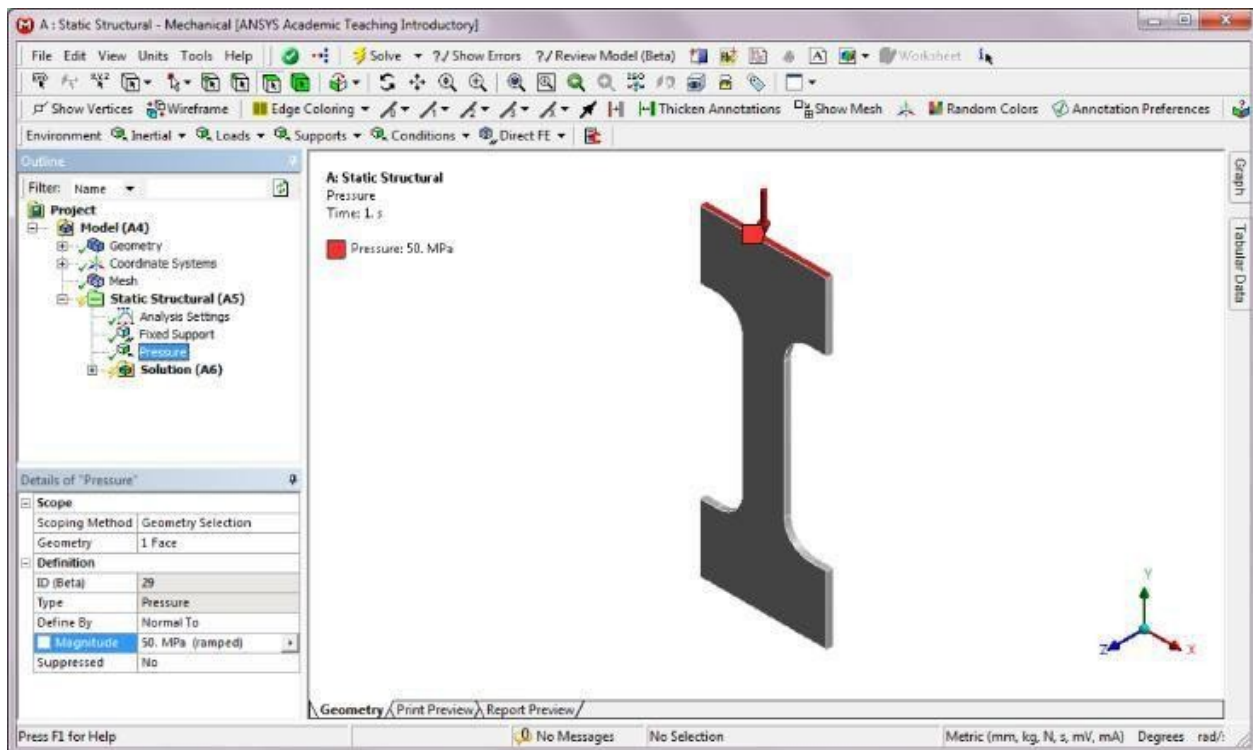 A : Static Structural - Mechanical [ANSYS Academic Teaching Introductory]
File Edit View Units Tools Help Solve ?/ Show Errors ?/ Review Model (Beta) A Worksheet
Show Vertices Wireframe Edge Coloring Thicken Annotations Show Mesh Random Colors Annotation Preferences
Environment Inertial Loads Supports Conditions Direct FE
Outline
Filter: Name
Project
Model (A4)
Geometry
Coordinate Systems
Mesh
Static Structural (A5)
Analysis Settings
Fixed Support
Pressure
Solution (A6)
Details of "Pressure"
Scope
Scoping Method Geometry Selection
Geometry 1 Face
Definition
ID (Beta) 29
Type Pressure
Define By Normal To
Magnitude 50. MPa (ramped)
Suppressed No
A: Static Structural
Pressure
Time: 1. s
Pressure: 50. MPa
Y
Z
X
Graph
Tabular Data
Geometry Print Preview Report Preview
Press F1 for Help No Messages No Selection Metric (mm, kg, N, s, mV, mA) Degrees rad/s